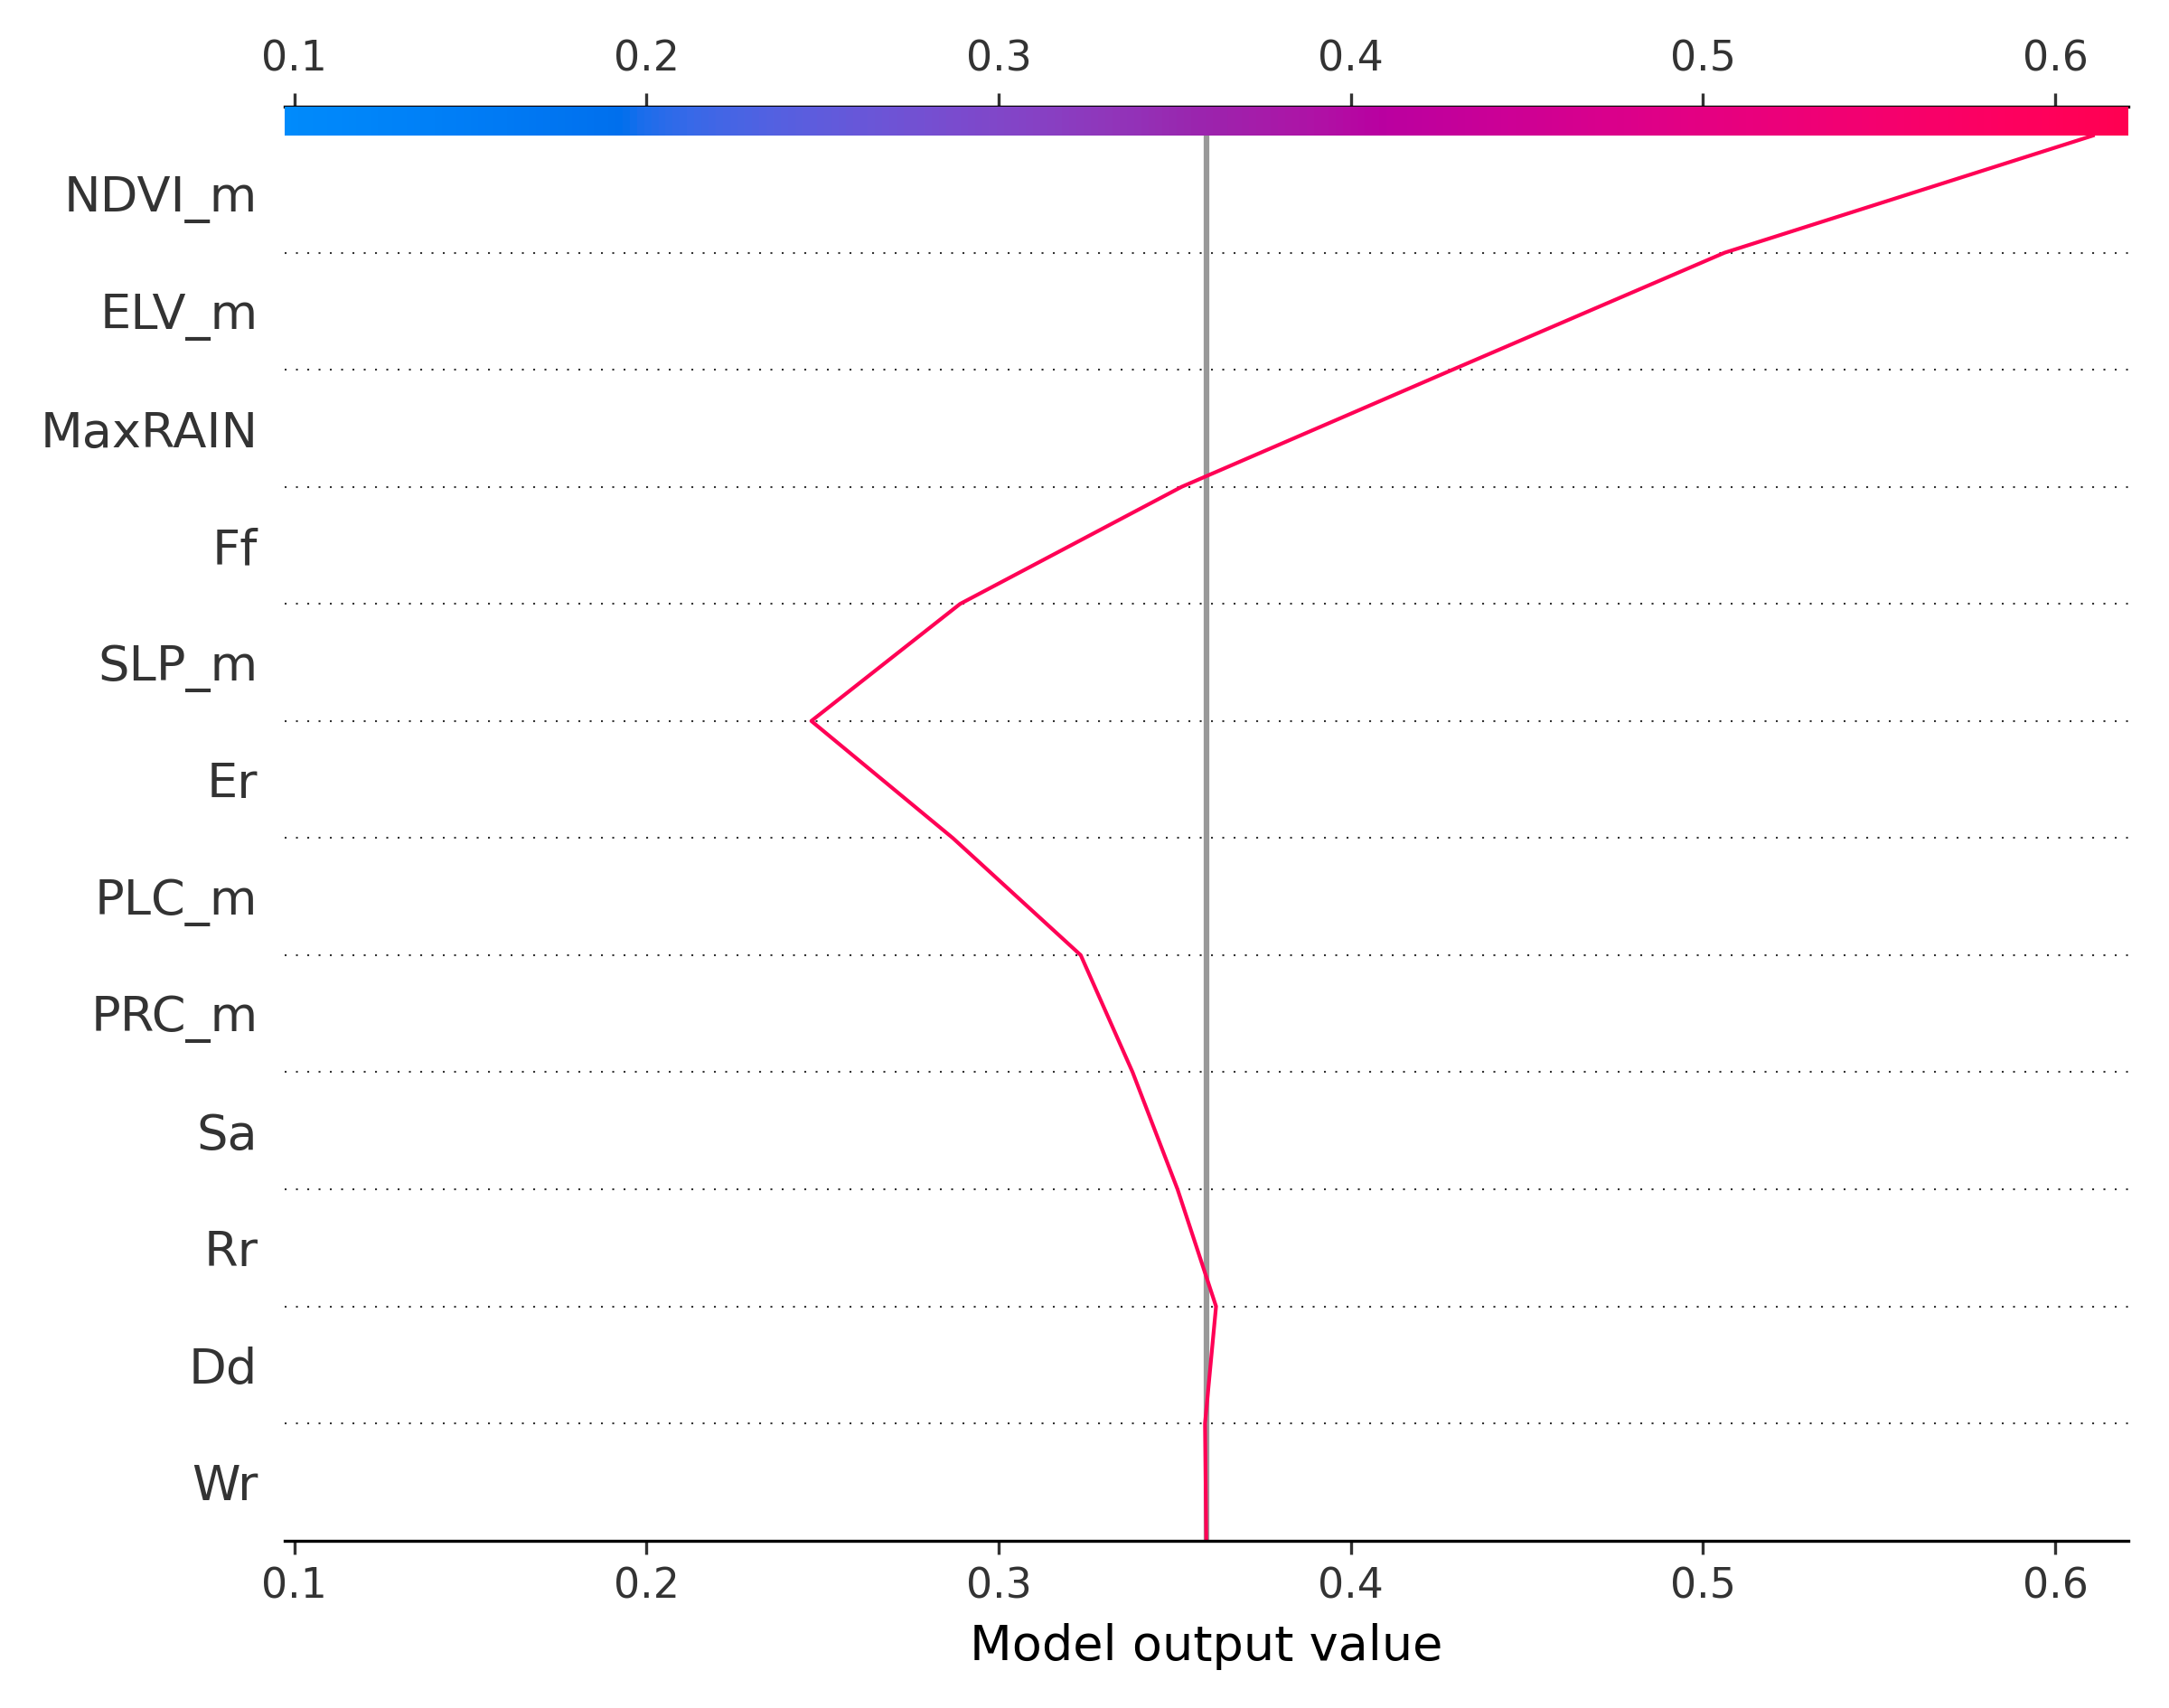 0.1 0.2 0.3 0.4 0.5 0.6
NDVI_m
ELV_m
MaxRAIN
Ff
SLP_m
Er
PLC_m
PRC_m
Sa
Rr
Dd
Wr
0.1 0.2 0.3 0.4 0.5 0.6
Model output value